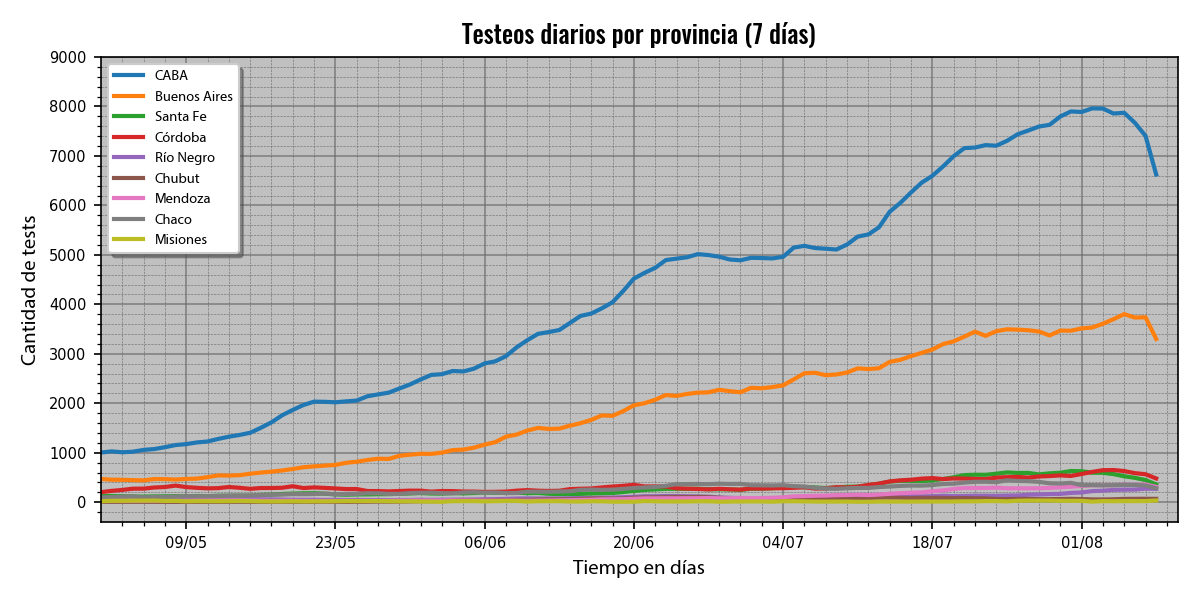 Testeos diarios por provincia (7 días)
9000
8000
7000
6000
5000
4000
3000
2000
1000
0
Cantidad de tests
CABA
Buenos Aires
Santa Fe
Córdoba
Río Negro
Chubut
Mendoza
Chaco
Misiones
09/05 23/05 06/06 20/06 04/07 18/07 01/08
Tiempo en días